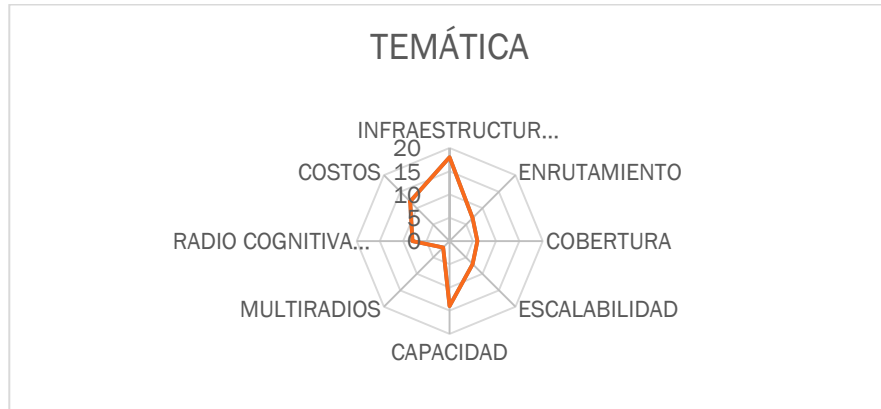 TEMÁTICA
INFRAESTRUCTUR...
20
COSTOS
15
ENRUTAMIENTO
10
5
RADIO COGNITIVA...
0
COBERTURA
MULTIRADIOS
ESCALABILIDAD
CAPACIDAD